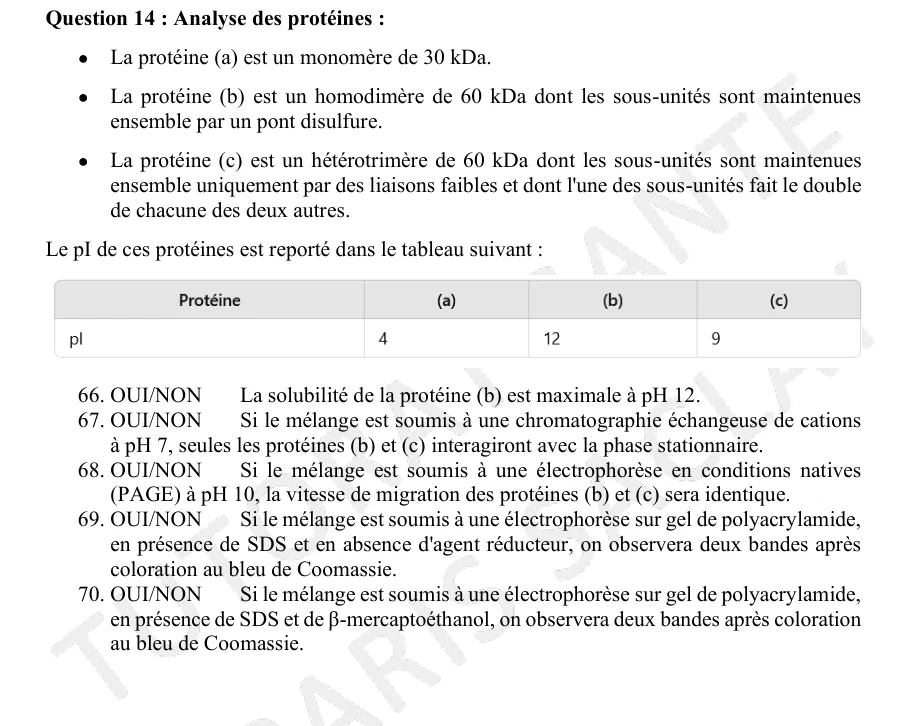 Question 14 : Analyse des protéines :
• La protéine (a) est un monomère de 30 kDa.
• La protéine (b) est un homodimère de 60 kDa dont les sous-unités sont maintenues
ensemble par un pont disulfure.
• La protéine (c) est un hétérotrimère de 60 kDa dont les sous-unités sont maintenues
ensemble uniquement par des liaisons faibles et dont l'une des sous-unités fait le double
de chacune des deux autres.
Le pI de ces protéines est reporté dans le tableau suivant :
Protéine (a) (b) (c)
pI 4 12 9
66. OUI/NON La solubilité de la protéine (b) est maximale à pH 12.
67. OUI/NON Si le mélange est soumis à une chromatographie échangeuse de cations
à pH 7, seules les protéines (b) et (c) interagiront avec la phase stationnaire.
68. OUI/NON Si le mélange est soumis à une électrophorèse en conditions natives
(PAGE) à pH 10, la vitesse de migration des protéines (b) et (c) sera identique.
69. OUI/NON Si le mélange est soumis à une électrophorèse sur gel de polyacrylamide,
en présence de SDS et en absence d'agent réducteur, on observera deux bandes après
coloration au bleu de Coomassie.
70. OUI/NON Si le mélange est soumis à une électrophorèse sur gel de polyacrylamide,
en présence de SDS et de β-mercaptoéthanol, on observera deux bandes après coloration
au bleu de Coomassie.
TUTORAT SANTE
PARIS SACLAY